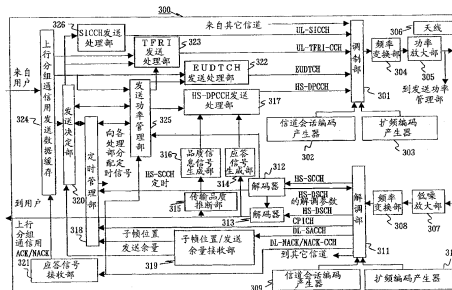 300
326
SICCH发送
处理部
TFRI
发送
处理部
323
来自其它信道
UL-SICCH
UL-TFRI-CCH
EUDTCH
HS-DPCCH
EUDTCH
发送处理部
322
HS-DPCCH发送
处理部
317
调制部
301
频率
变换部
304
306
天线
功率
放大部
305
到发送功率
管理部
信道会话编码
产生器
302
扩频编码
产生器
303
来自
用户
上行分组通信用发送数据缓存
324
发送决定部
320
定时管理部
318
向各处理部分配定时信号
发送功率管理部
325
HS-SCCH
定时
316
品质信息信号生成部
应答信号生成部
314
312
解码器
解码器
313
传输品质
推断部
315
HS-SCCH
HS-DSCH
的解调参数
HS-DSCH
CPICH
DL-SACCH
DL-MACK/NACK-CCH
到其它信道
解调部
311
频率
变换部
308
低噪
放大部
307
到用户
上行
分组
通信用
ACK/NACK
子帧位置
发送余量
子帧位置/发送
余量接收部
319
321
应答信号
接收部
信道会话编码
产生器
309
扩频编码
产生器